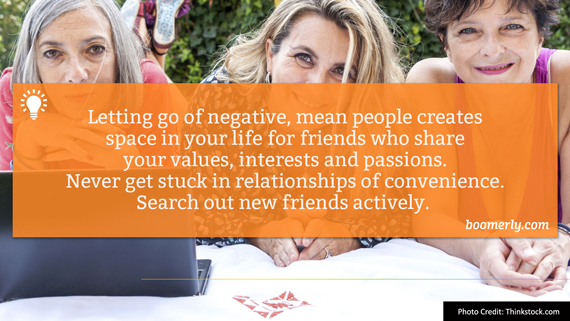 Letting go of negative, mean people creates
space in your life for friends who share
your values, interests and passions.
Never get stuck in relationships of convenience.
Search out new friends actively.
boomerly.com
Photo Credit: Thinkstock.com